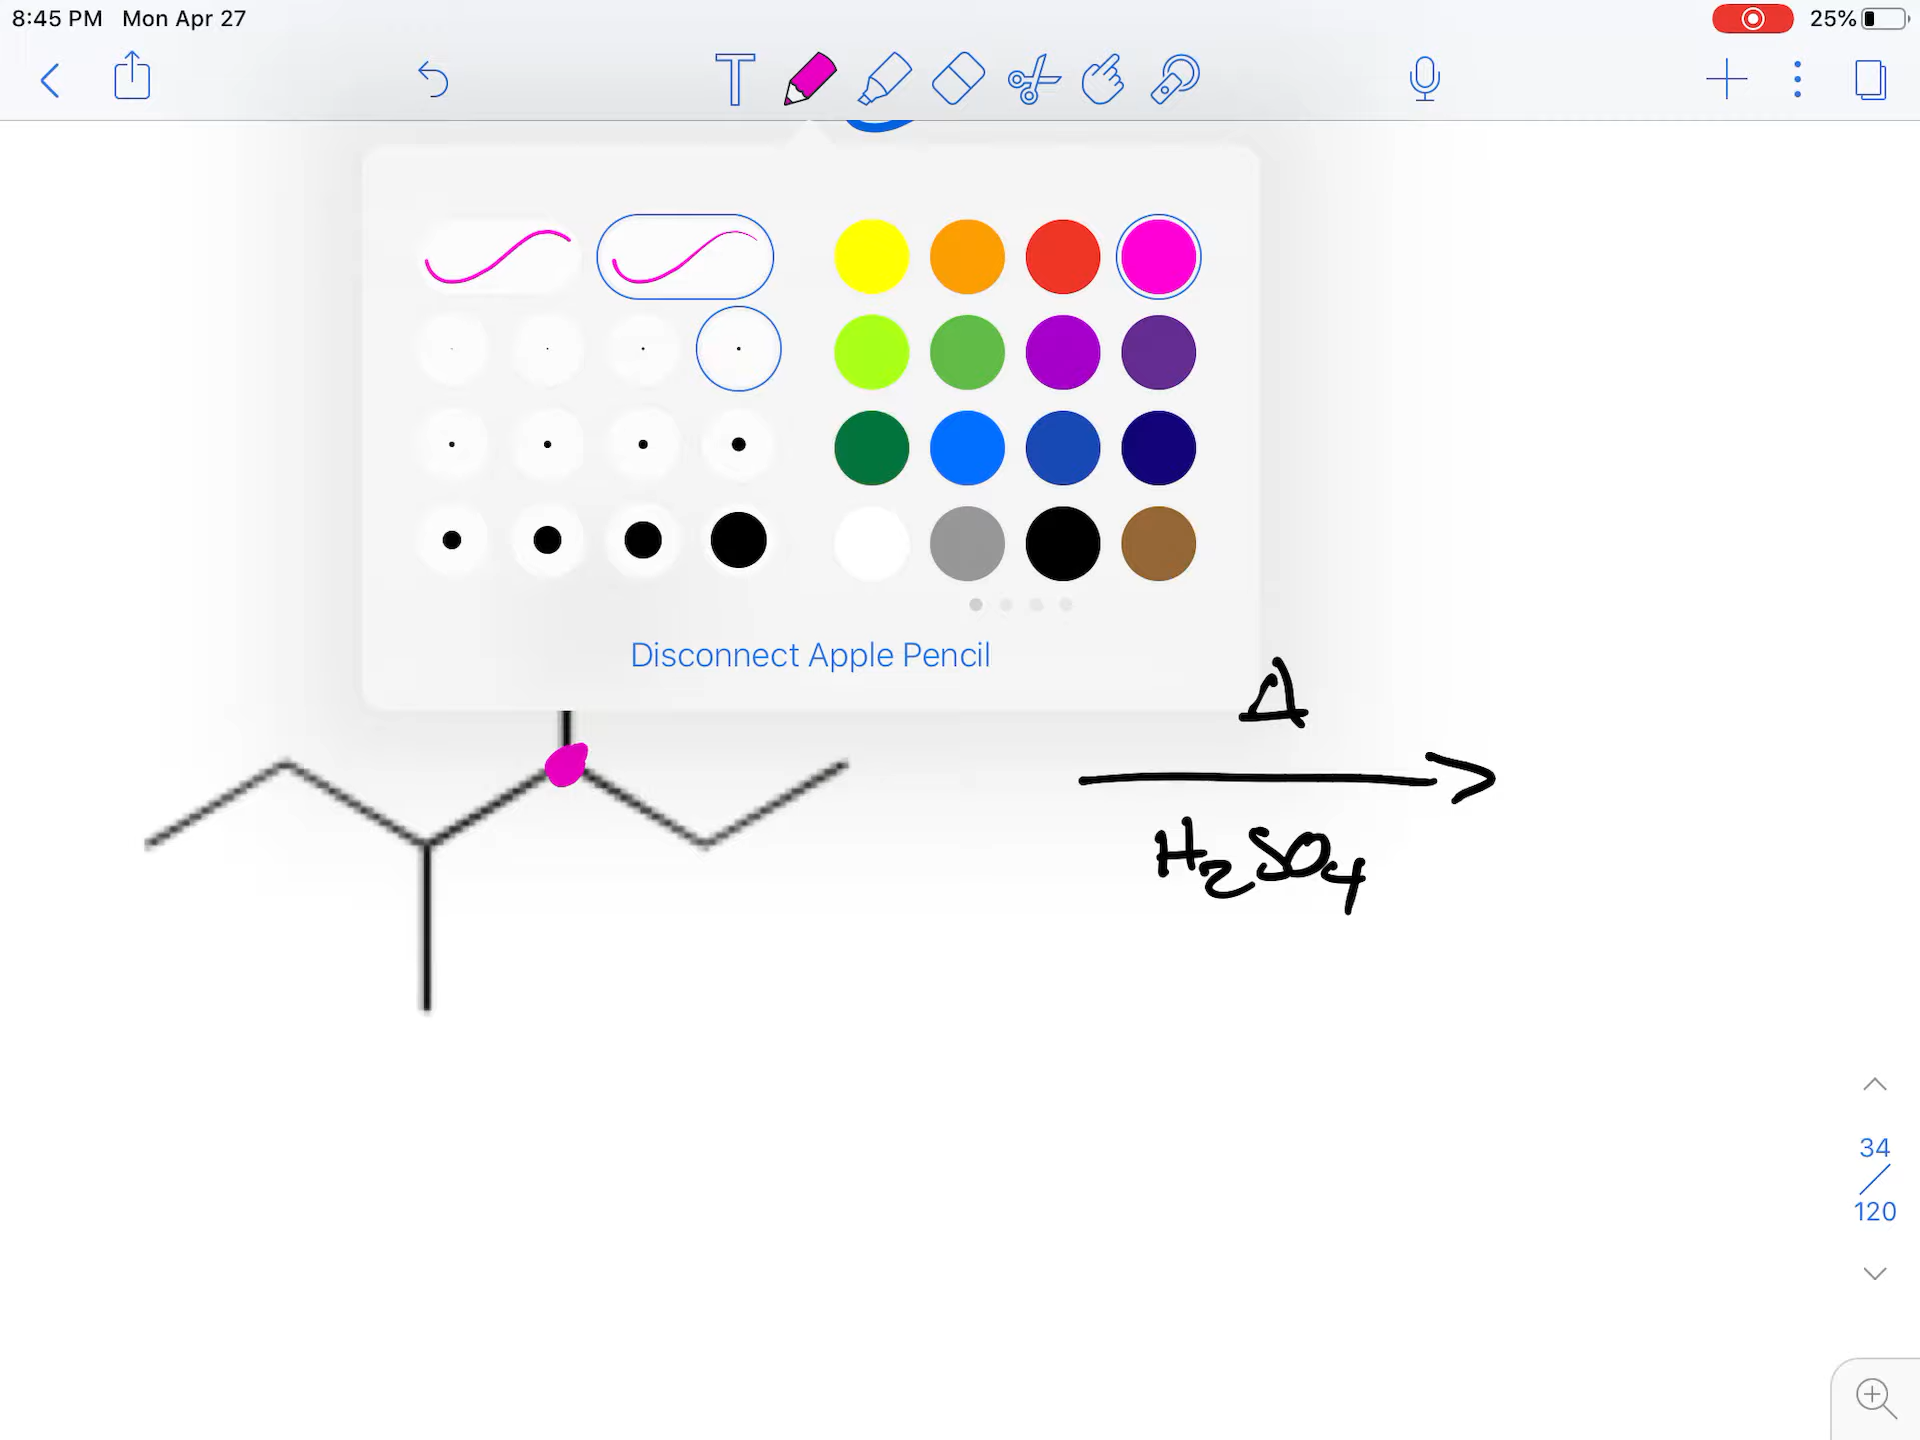 8:45 PM Mon Apr 27
25%
T
Disconnect Apple Pencil
Δ
H₂SO₄
34
120